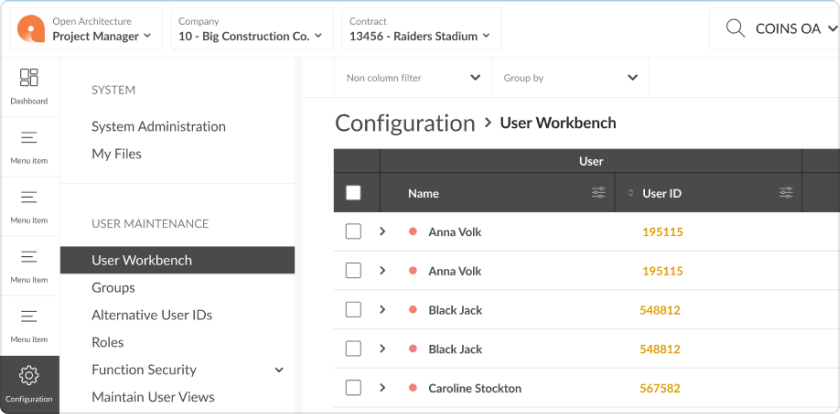 Open Architecture
Project Manager
Company
10 - Big Construction Co.
Contract
13456 - Raiders Stadium
COINS OA
Dashboard
Menu item
Menu item
Menu item
Menu item
Configuration
SYSTEM
System Administration
My Files
USER MAINTENANCE
User Workbench
Groups
Alternative User IDs
Roles
Function Security
Maintain User Views
Non column filter
Group by
Configuration > User Workbench
User
Name
User ID
Anna Volk 195115
Anna Volk 195115
Black Jack 548812
Black Jack 548812
Caroline Stockton 567582